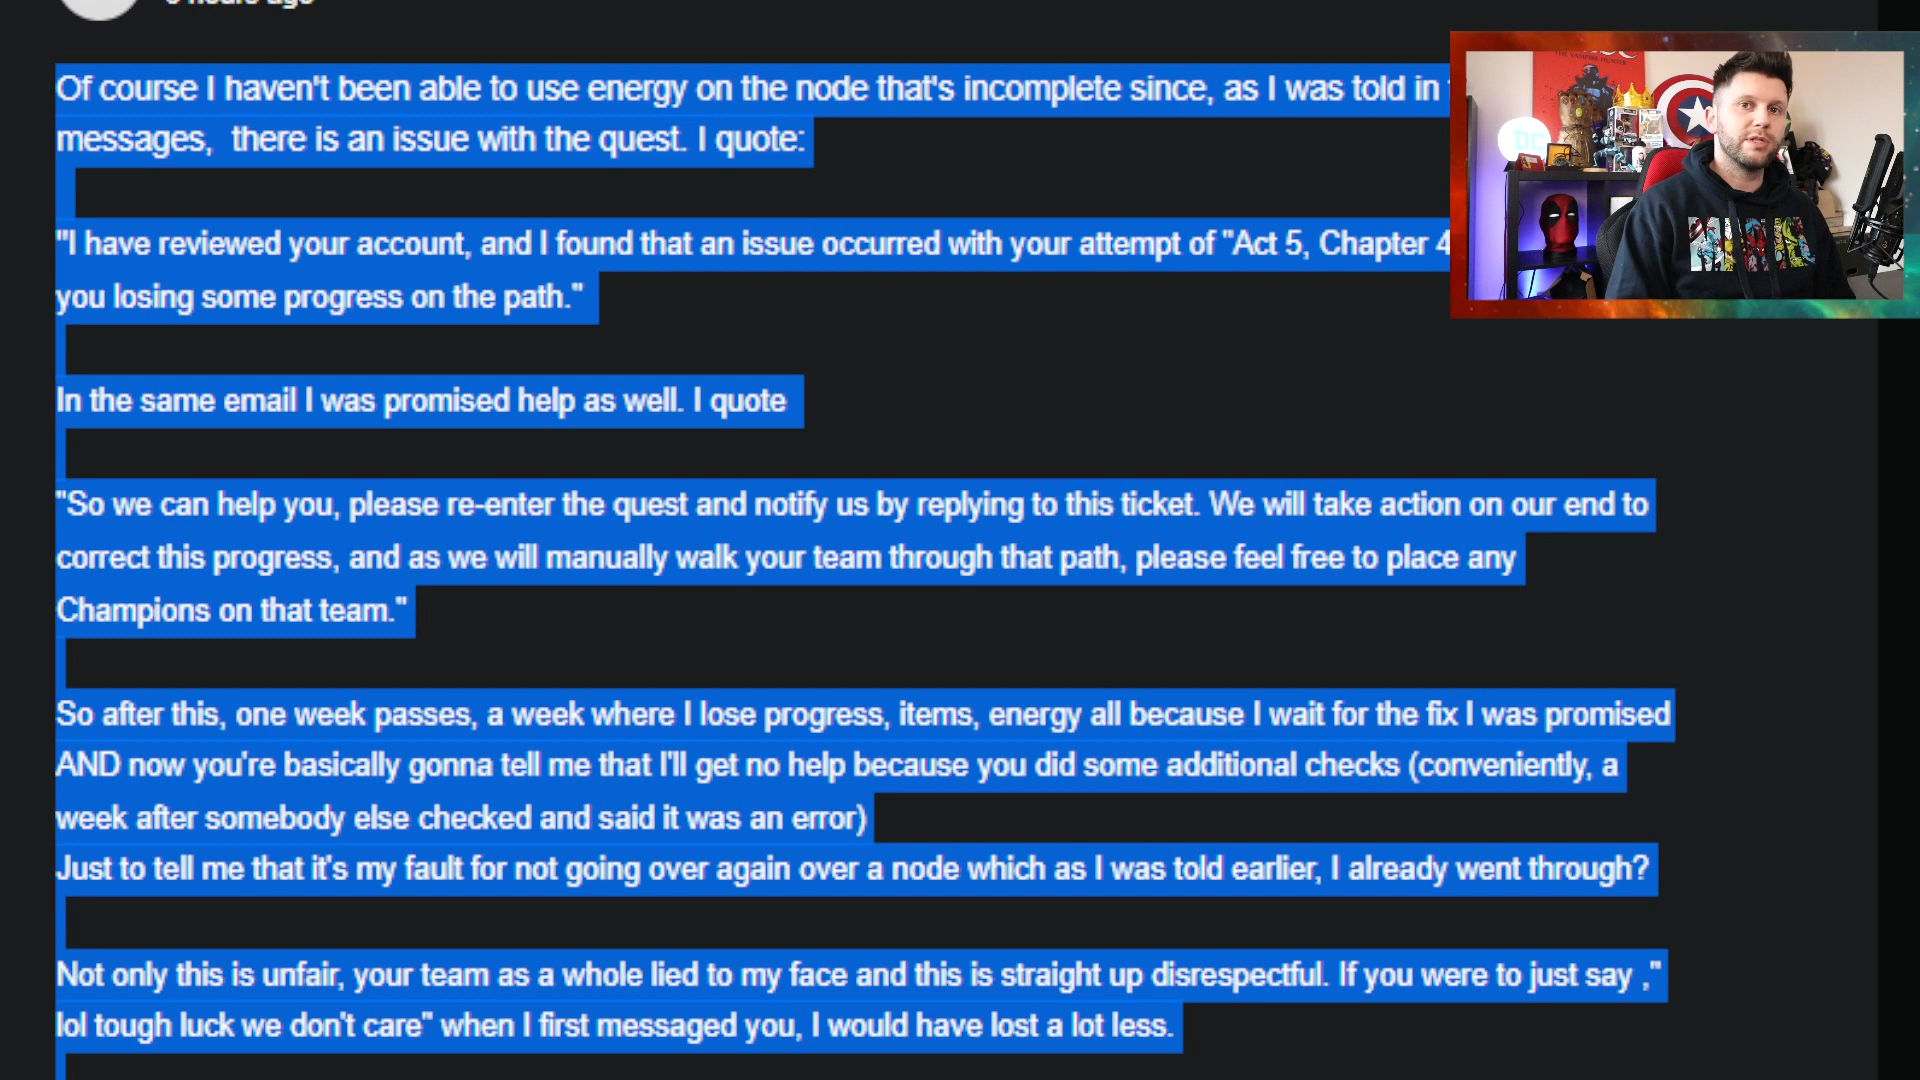 Of course I haven't been able to use energy on the node that's incomplete since, as I was told in
messages,  there is an issue with the quest. I quote:
"I have reviewed your account, and I found that an issue occurred with your attempt of "Act 5, Chapter 4
you losing some progress on the path."
In the same email I was promised help as well. I quote
"So we can help you, please re-enter the quest and notify us by replying to this ticket. We will take action on our end to
correct this progress, and as we will manually walk your team through that path, please feel free to place any
Champions on that team."
So after this, one week passes, a week where I lose progress, items, energy all because I wait for the fix I was promised
AND now you're basically gonna tell me that I'll get no help because you did some additional checks (conveniently, a
week after somebody else checked and said it was an error)
Just to tell me that it's my fault for not going over again over a node which as I was told earlier, I already went through?
Not only this is unfair, your team as a whole lied to my face and this is straight up disrespectful. If you were to just say ,"
lol tough luck we don't care" when I first messaged you, I would have lost a lot less.
THE VAMPIRE HUNTER
DC